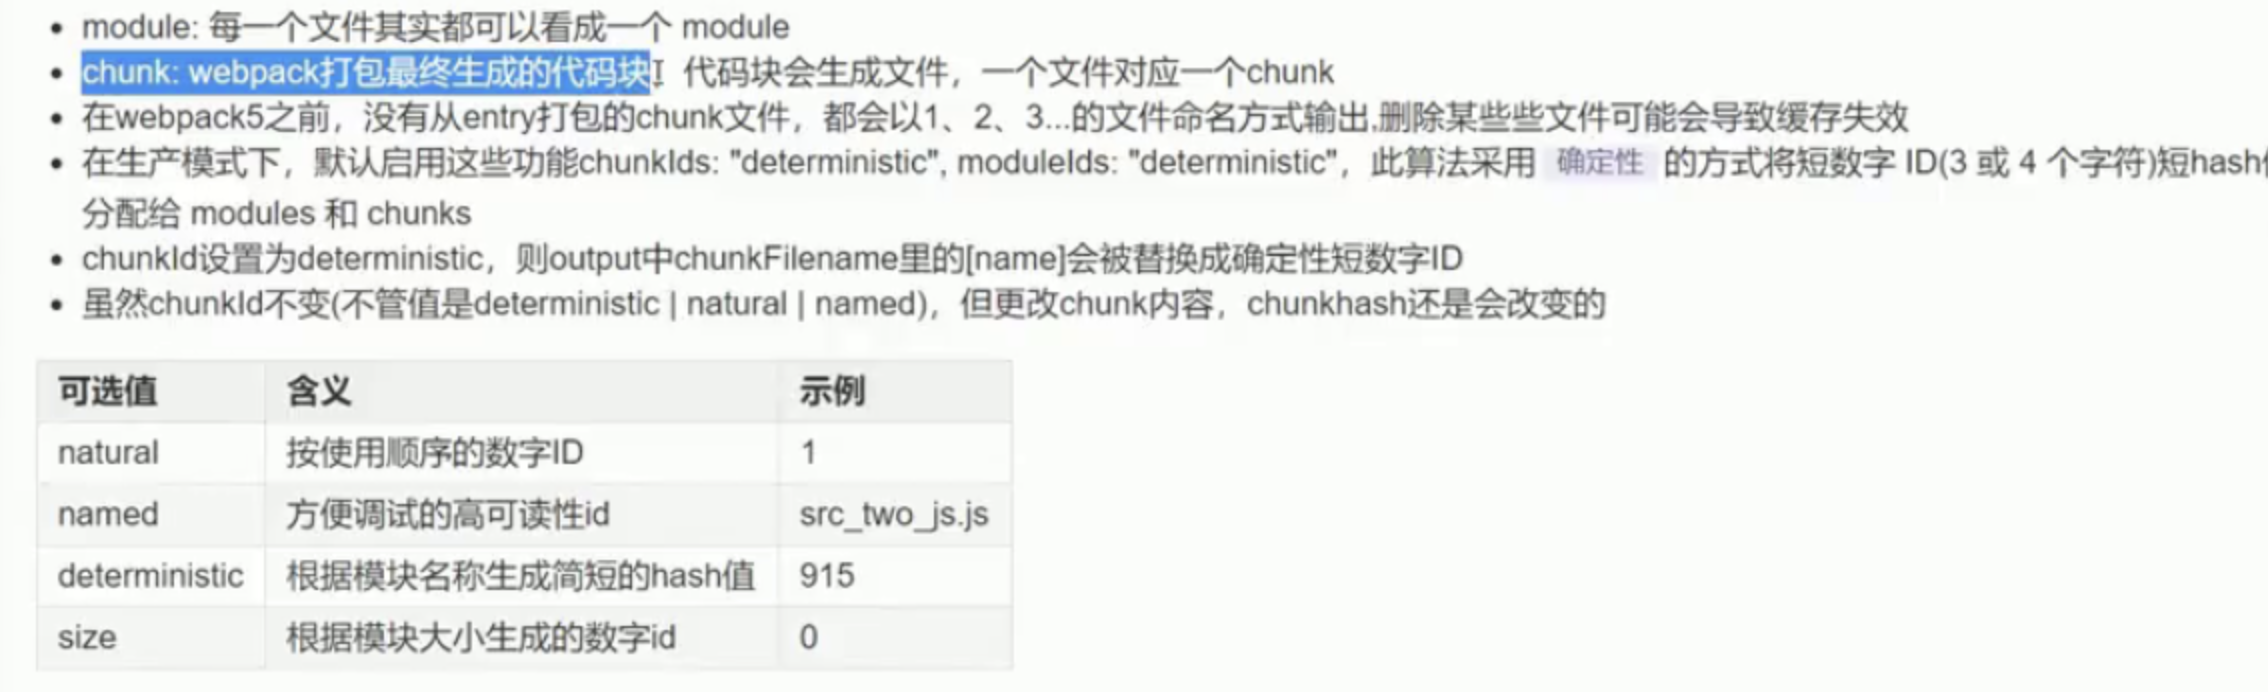 module: 每一个文件其实都可以看成一个 module
chunk: webpack打包最终生成的代码块，代码块会生成文件，一个文件对应一个chunk
在webpack5之前，没有从entry打包的chunk文件，都会以1、2、3...的文件命名方式输出,删除某些些文件可能会导致缓存失效
在生产模式下，默认启用这些功能chunkIds: "deterministic", moduleIds: "deterministic"，此算法采用 确定性 的方式将短数字 ID(3 或 4 个字符)短hash
分配给 modules 和 chunks
chunkId设置为deterministic，则output中chunkFilename里的[name]会被替换成确定性短数字ID
虽然chunkId不变(不管值是deterministic | natural | named)，但更改chunk内容，chunkhash还是会改变的
可选值 含义 示例
natural 按使用顺序的数字ID 1
named 方便调试的高可读性id src_two_js.js
deterministic 根据模块名称生成简短的hash值 915
size 根据模块大小生成的数字id 0